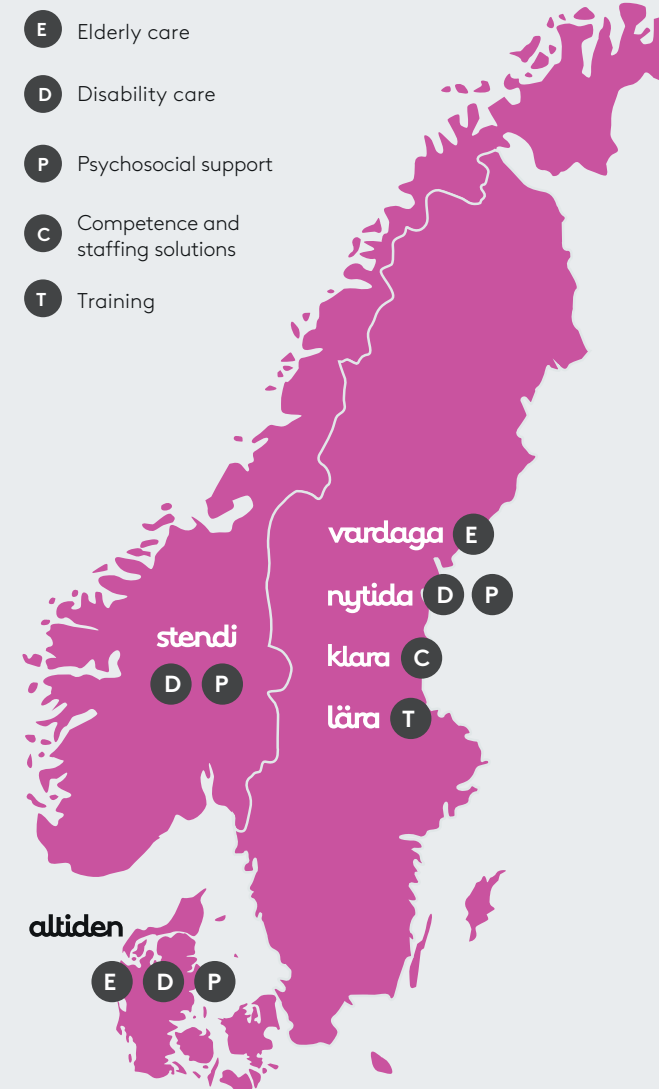 E Elderly care
D Disability care
P Psychosocial support
C Competence and
staffing solutions
T Training
vardaga E
nytida D P
klara C
lära T
stendi
D P
altiden
E D P